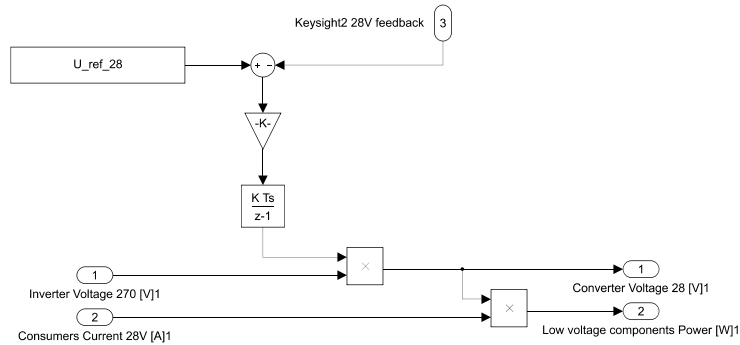 Keysight2 28V feedback
3
U_ref_28
+ −
-K-
K Ts
z-1
×
1
1
Inverter Voltage 270 [V]1
Converter Voltage 28 [V]1
×
2
2
Consumers Current 28V [A]1
Low voltage components Power [W]1